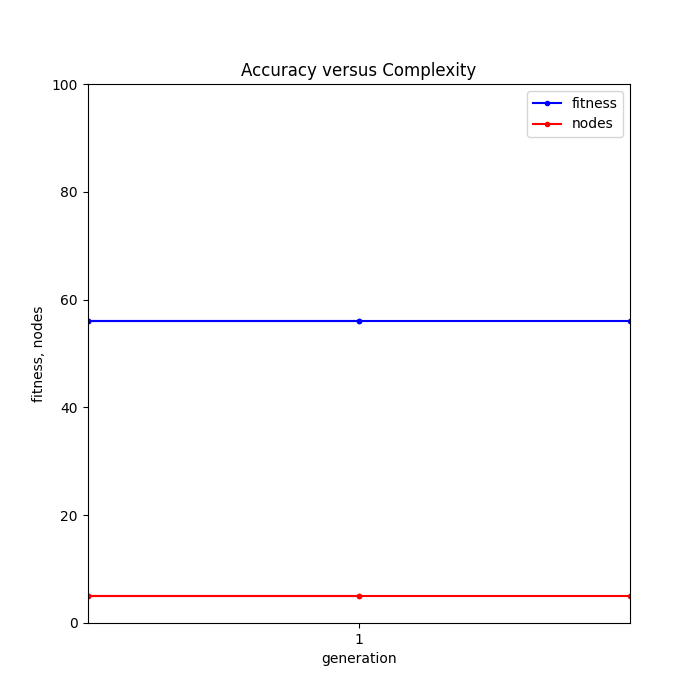 Accuracy versus Complexity
100
80
60
40
20
0
fitness, nodes
fitness
nodes
1
generation